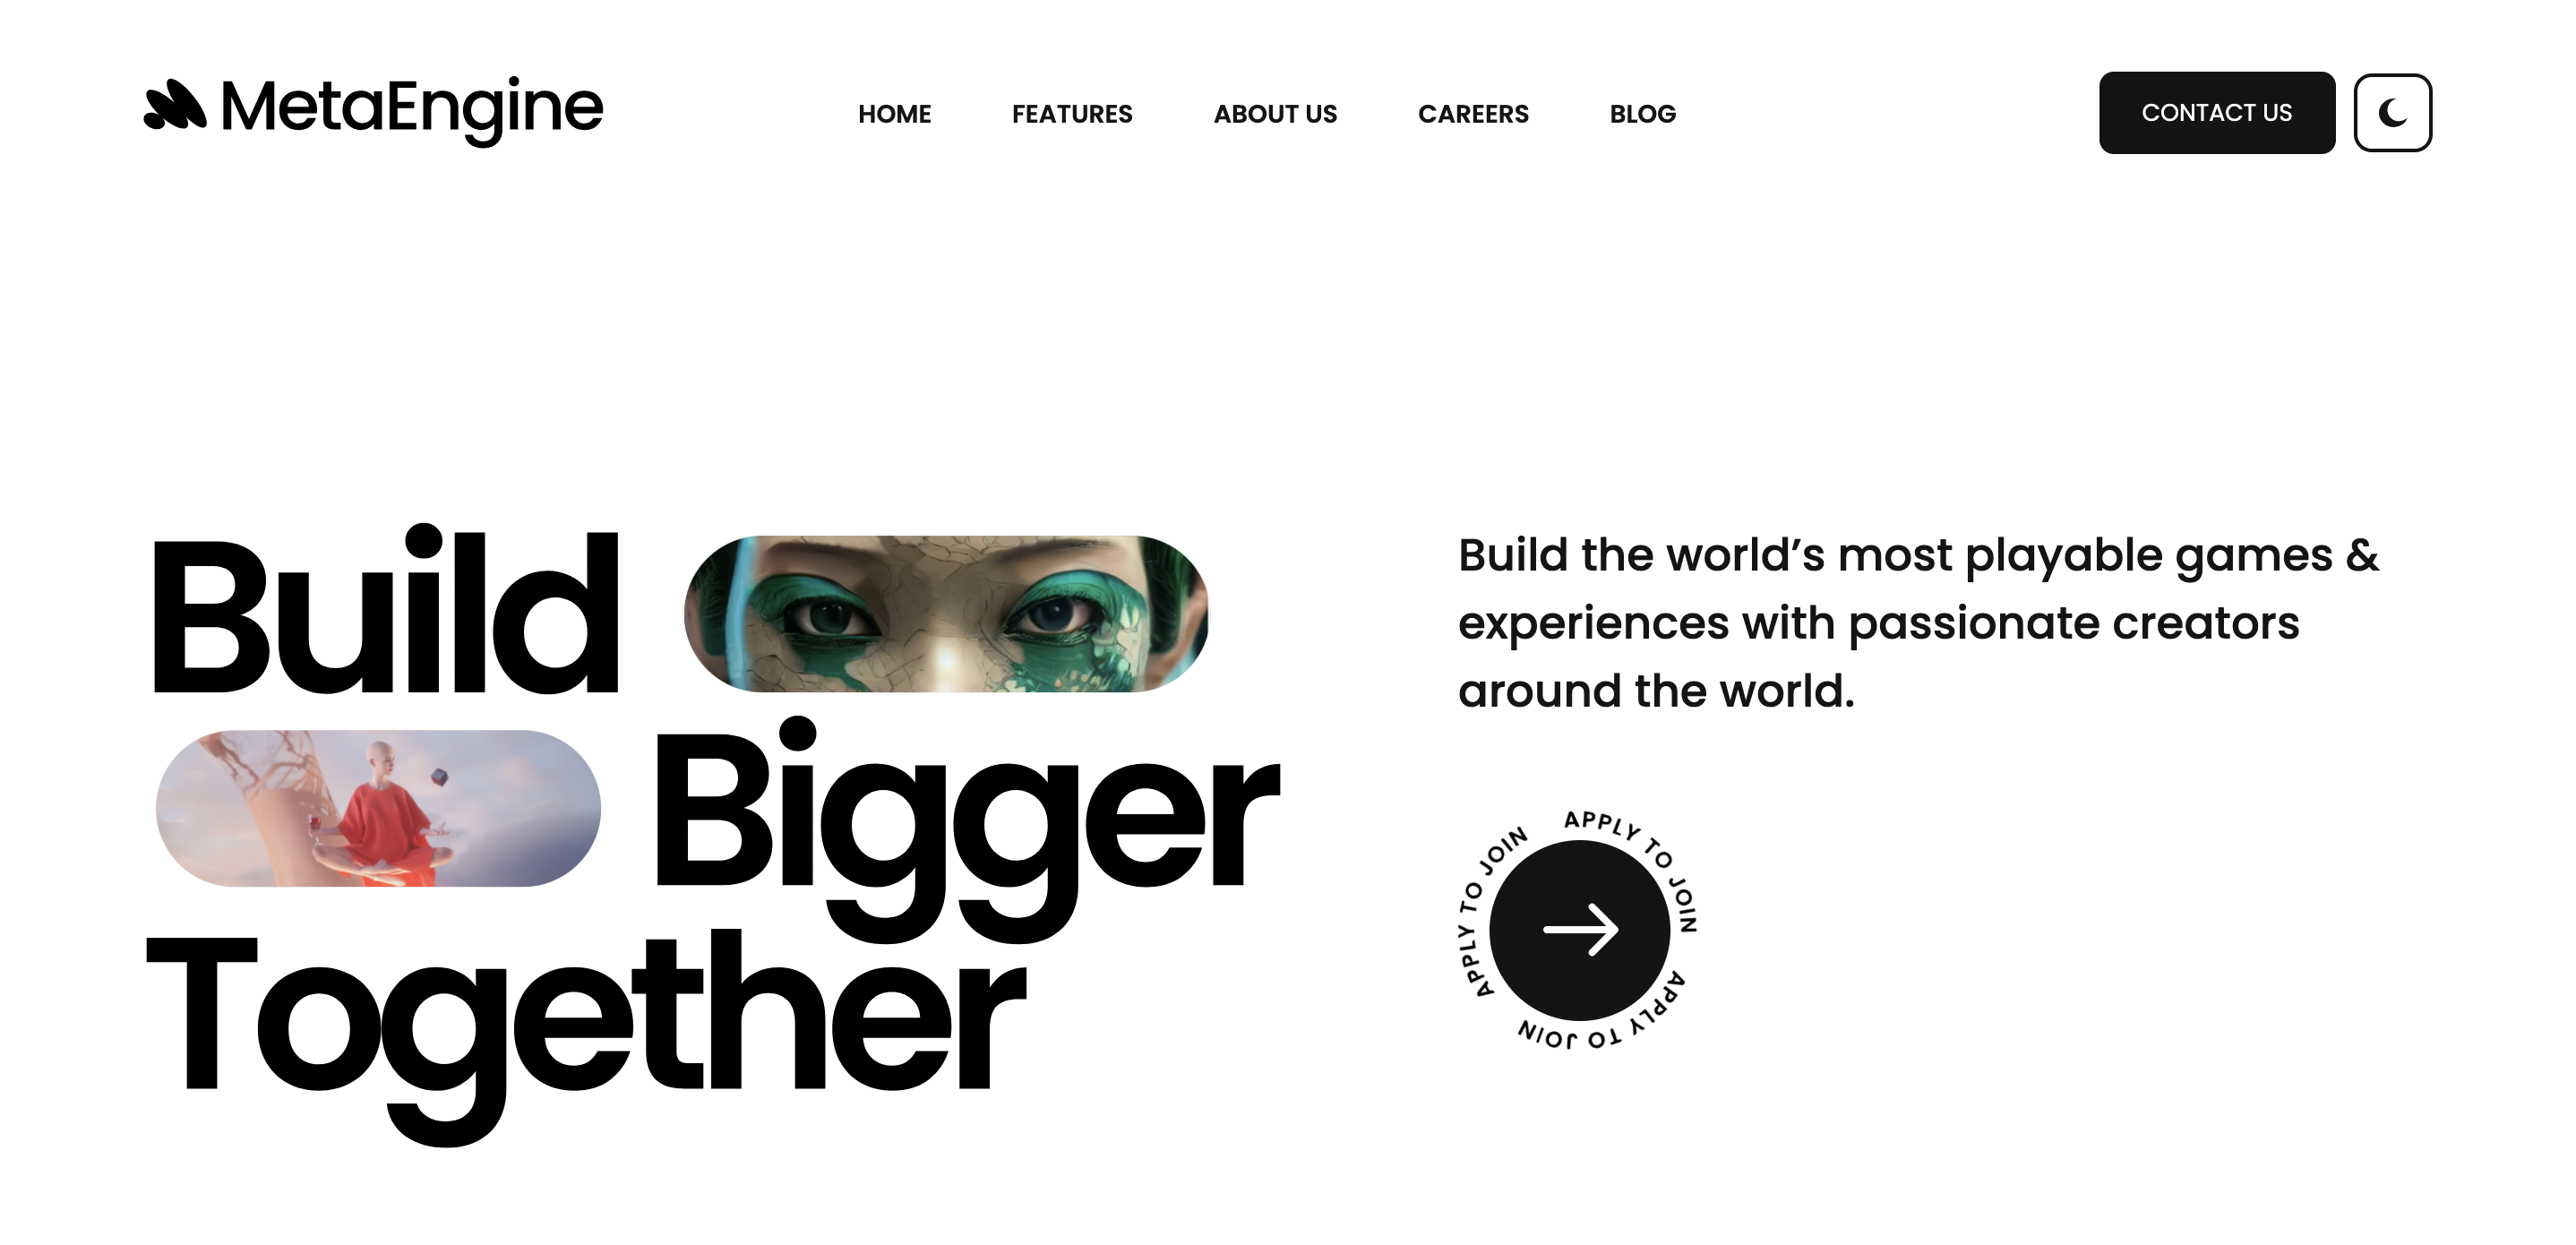 MetaEngine
HOME
FEATURES
ABOUT US
CAREERS
BLOG
CONTACT US
Build
Bigger
Together
Build the world’s most playable games &
experiences with passionate creators
around the world.
APPLY TO JOIN APPLY TO JOIN APPLY TO JOIN